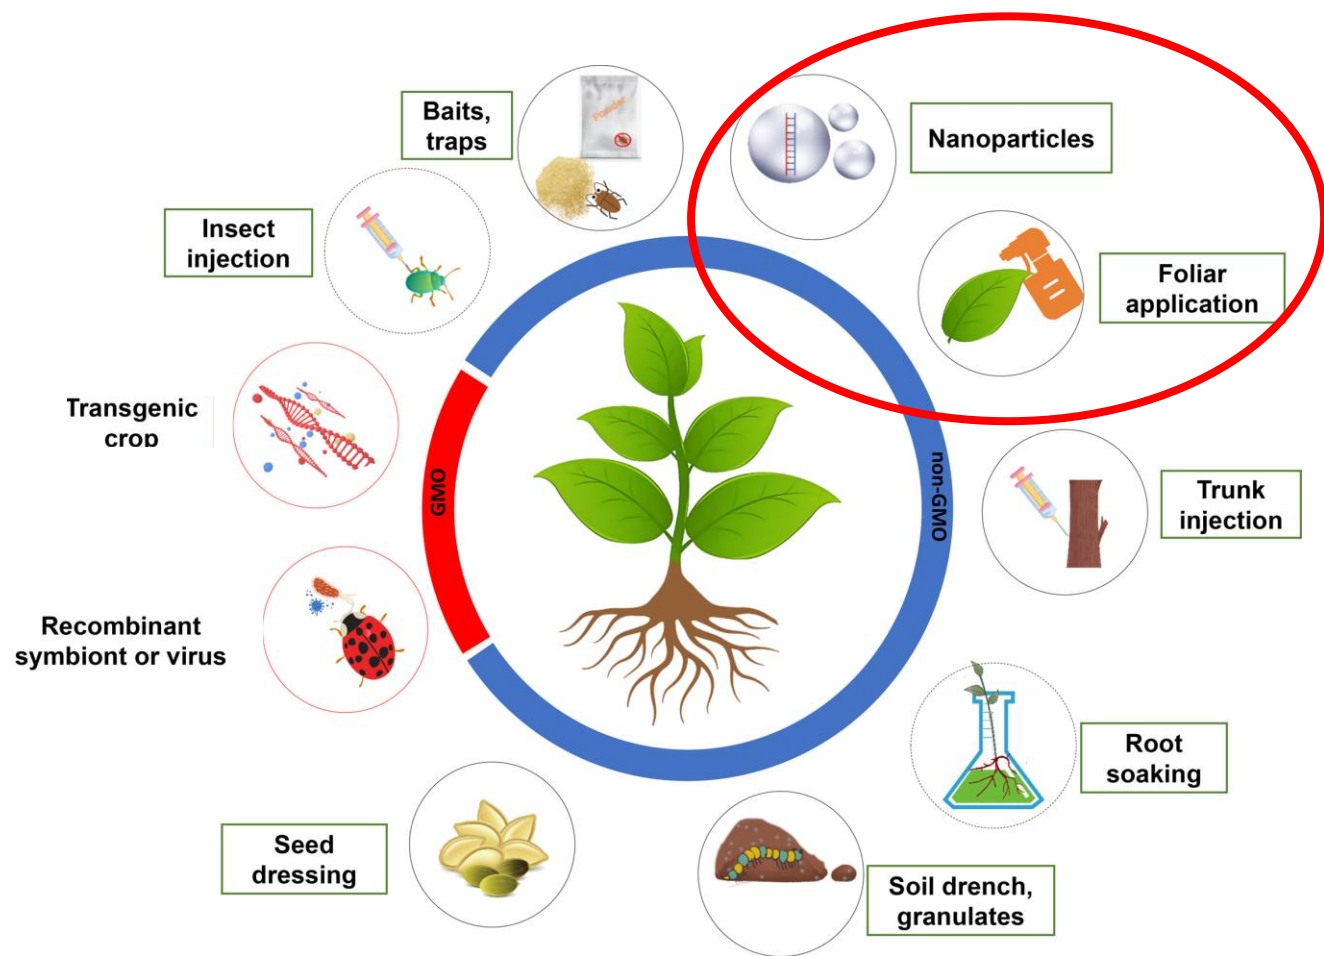 Baits,
traps
Powder
Nanoparticles
Insect
injection
Foliar
application
Transgenic
crop
GMO
non-GMO
Trunk
injection
Recombinant
symbiont or virus
Root
soaking
Seed
dressing
Soil drench,
granulates